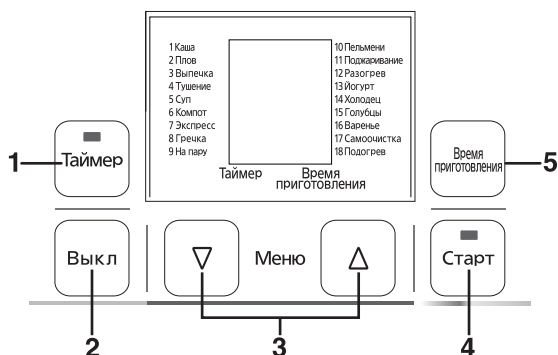 1 Каша
2 Плов
3 Выпечка
4 Тушение
5 Суп
6 Компот
7 Экспресс
8 Гречка
9 На пару
10 Пельмени
11 Поджаривание
12 Разогрев
13 Йогурт
14 Холодец
15 Голубцы
16 Варенье
17 Самоочистка
18 Подогрев
Таймер
Время
приготовления
1
Таймер
Время
приготовления
5
Выкл
Меню
Старт
2
3
4